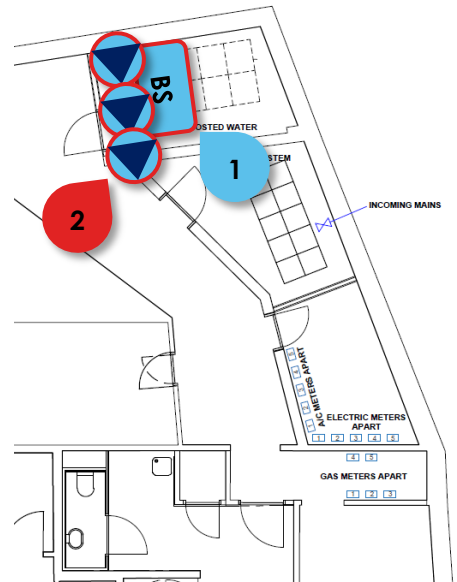 BS
OSTED WATER
1
STEM
2
INCOMING MAINS
A/C METERS APART
5
4
3
2
1
ELECTRIC METERS
APART
1 2 3 4 5
4 5
GAS METERS APART
1 2 3